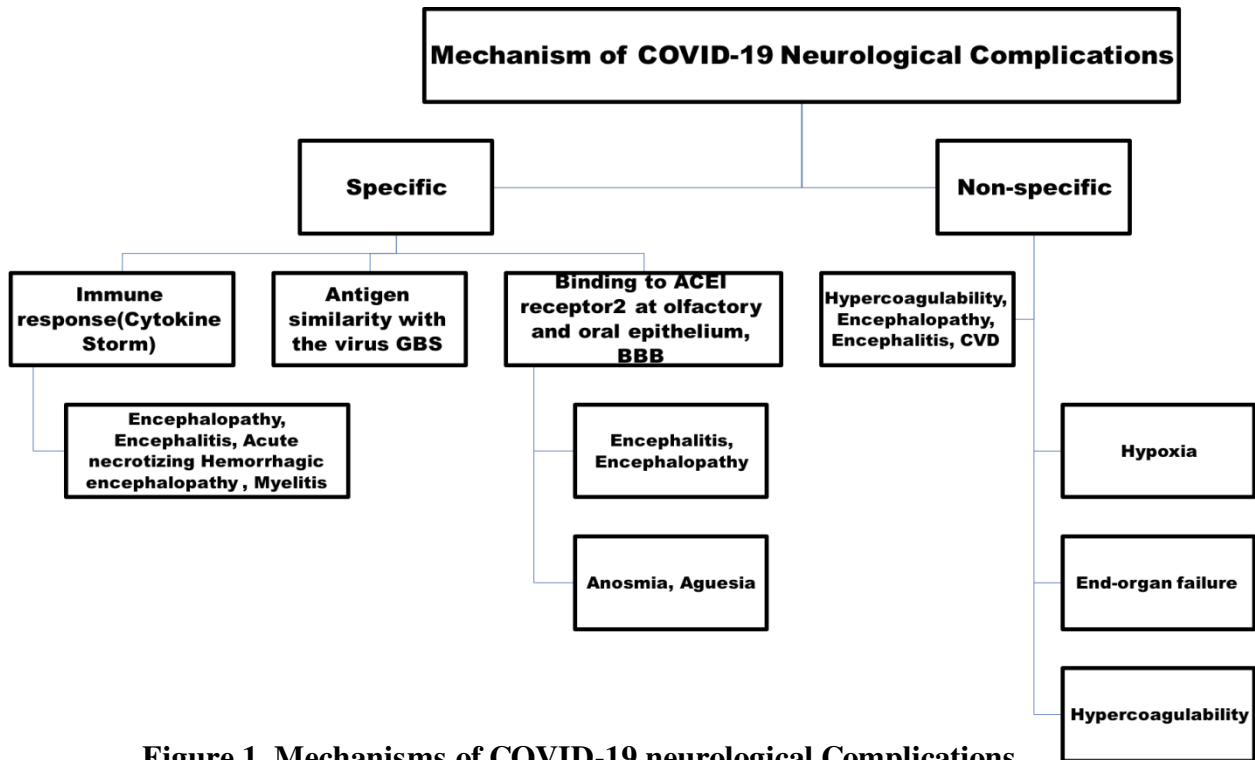 Mechanism of COVID-19 Neurological Complications
Specific
Non-specific
Immune
response(Cytokine
Storm)
Antigen
similarity with
the virus GBS
Binding to ACEI
receptor2 at olfactory
and oral epithelium,
BBB
Hypercoagulability,
Encephalopathy,
Encephalitis, CVD
Encephalopathy,
Encephalitis, Acute
necrotizing Hemorrhagic
encephalopathy , Myelitis
Encephalitis,
Encephalopathy
Hypoxia
Anosmia, Aguesia
End-organ failure
Hypercoagulability
Figure 1. Mechanisms of COVID-19 neurological Complications